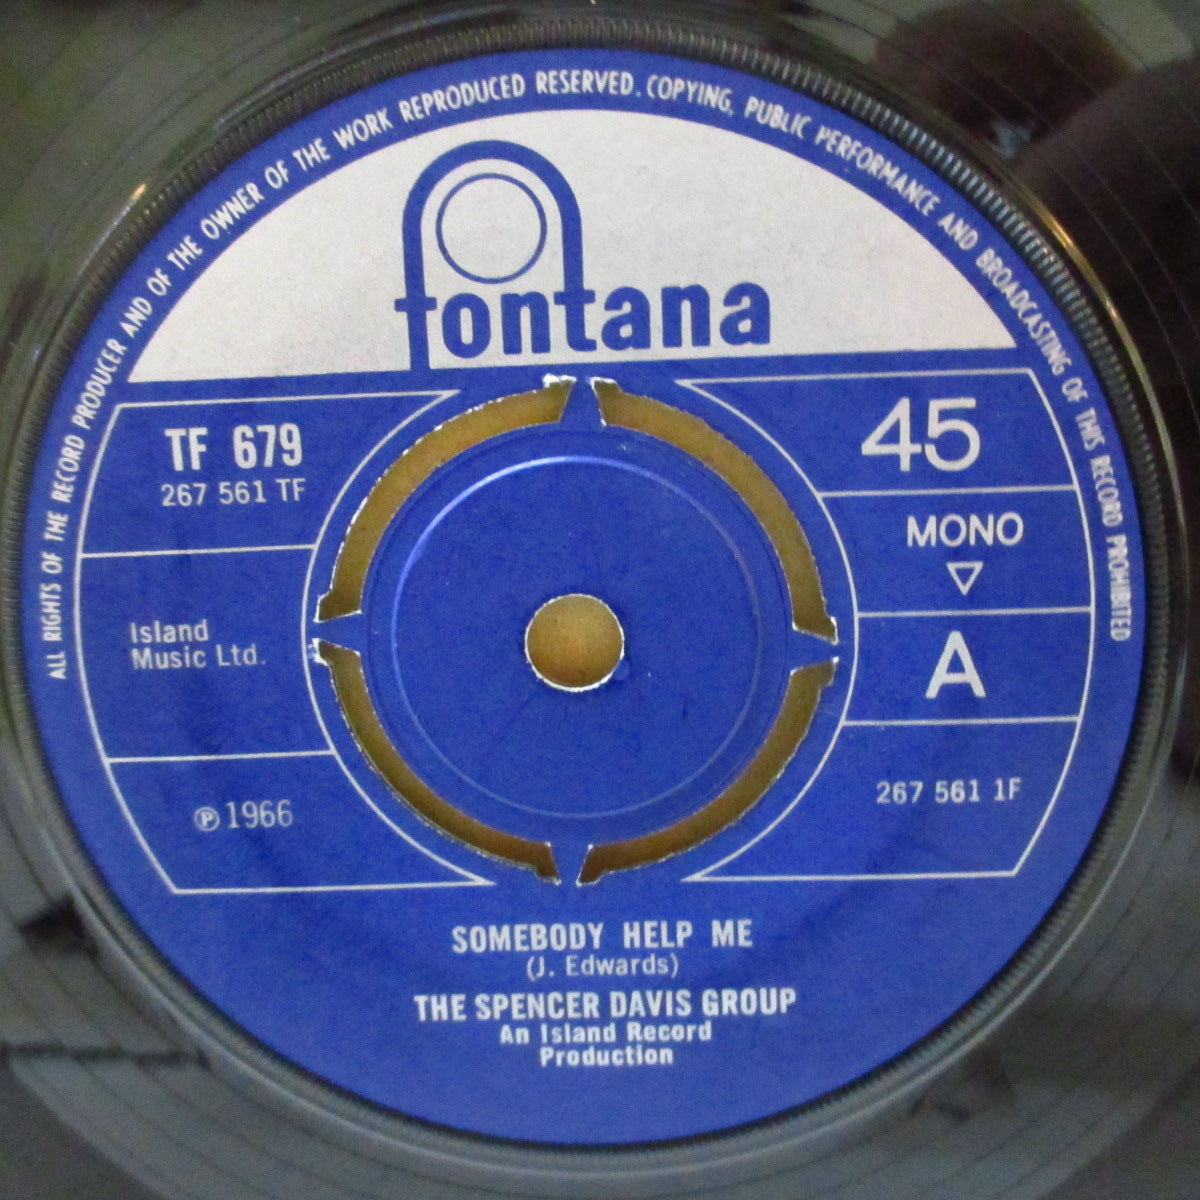 ALL RIGHTS OF THE RECORD PRODUCER AND OF THE OWNER OF THE WORK REPRODUCED RESERVED. COPYING, PUBLIC PERFORMANCE AND BROADCASTING OF THIS RECORD PROHIBITED
fontana
TF 679
267 561 TF
Island
Music Ltd.
℗ 1966
45
MONO
A
267 561 1F
SOMEBODY HELP ME
(J. Edwards)
THE SPENCER DAVIS GROUP
An Island Record
Production